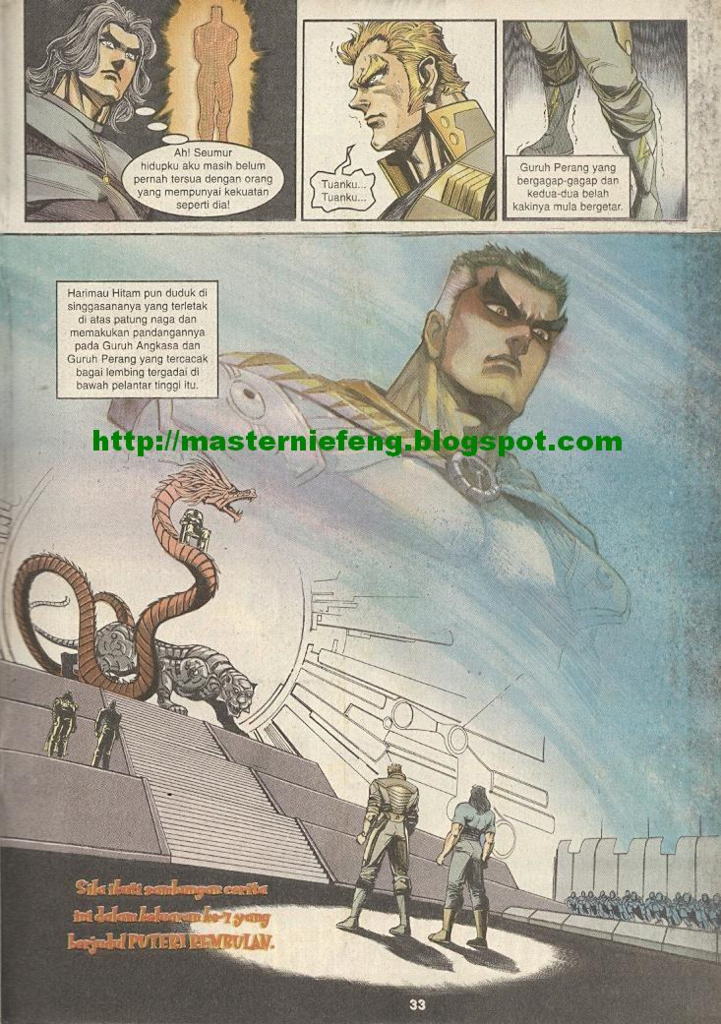 Ah! Seumur
hidupku aku masih belum
pernah tersua dengan orang
yang mempunyai kekuatan
seperti dia!
Tuanku...
Tuanku...
Guruh Perang yang
bergagap-gagap dan
kedua-dua belah
kakinya mula bergetar.
Harimau Hitam pun duduk di
singgasananya yang terletak
di atas patung naga dan
memakukan pandangannya
pada Guruh Angkasa dan
Guruh Perang yang tercacak
bagai lembing tergadai di
bawah pelantar tinggi itu.
http://masterniefeng.blogspot.com
Sila ikuti sambungan cerita
ini dalam keluaran ke-7 yang
berjudul PUTERI REMBULAN.
33